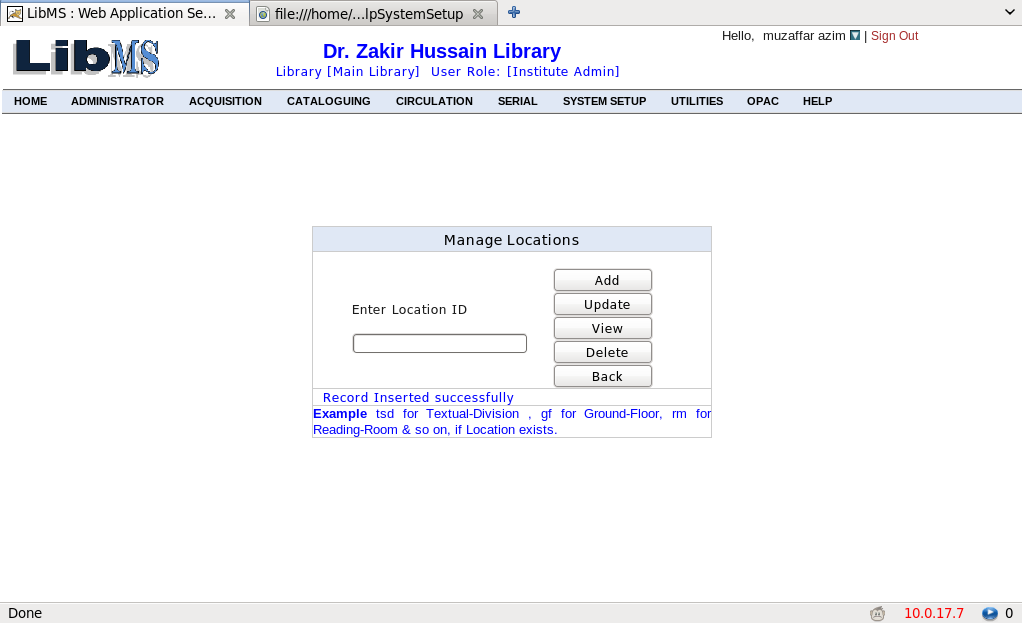 LibMS : Web Application Se...
file:///home/...lpSystemSetup
LibMS
Dr. Zakir Hussain Library
Library [Main Library]  User Role: [Institute Admin]
Hello,  muzaffar azim | Sign Out
HOME ADMINISTRATOR ACQUISITION CATALOGUING CIRCULATION SERIAL SYSTEM SETUP UTILITIES OPAC HELP
Manage Locations
Enter Location ID
Add
Update
View
Delete
Back
Record Inserted successfully
Example tsd for Textual-Division , gf for Ground-Floor, rm for
Reading-Room & so on, if Location exists.
Done
10.0.17.7
0